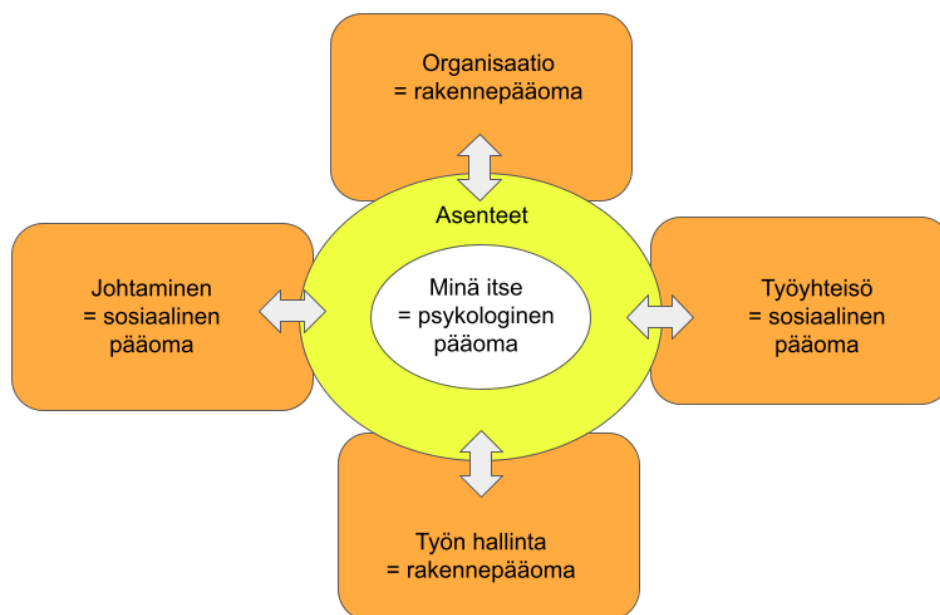 Organisaatio
= rakennepääoma
Asenteet
Johtaminen
= sosiaalinen
pääoma
Minä itse
= psykologinen
pääoma
Työyhteisö
= sosiaalinen
pääoma
Työn hallinta
= rakennepääoma